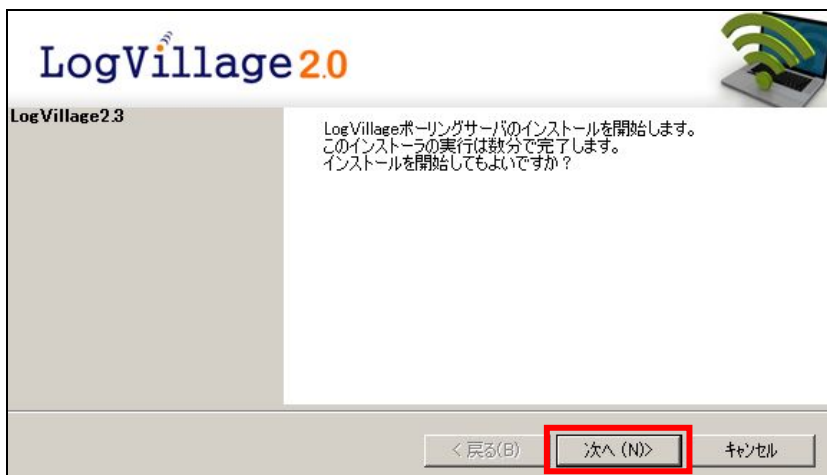 LogVillage 2.0
LogVillage2.3
LogVillageポーリングサーバのインストールを開始します。
このインストーラの実行は数分で完了します。
インストールを開始してもよいですか？
< 戻る(B)
次へ (N)>
キャンセル